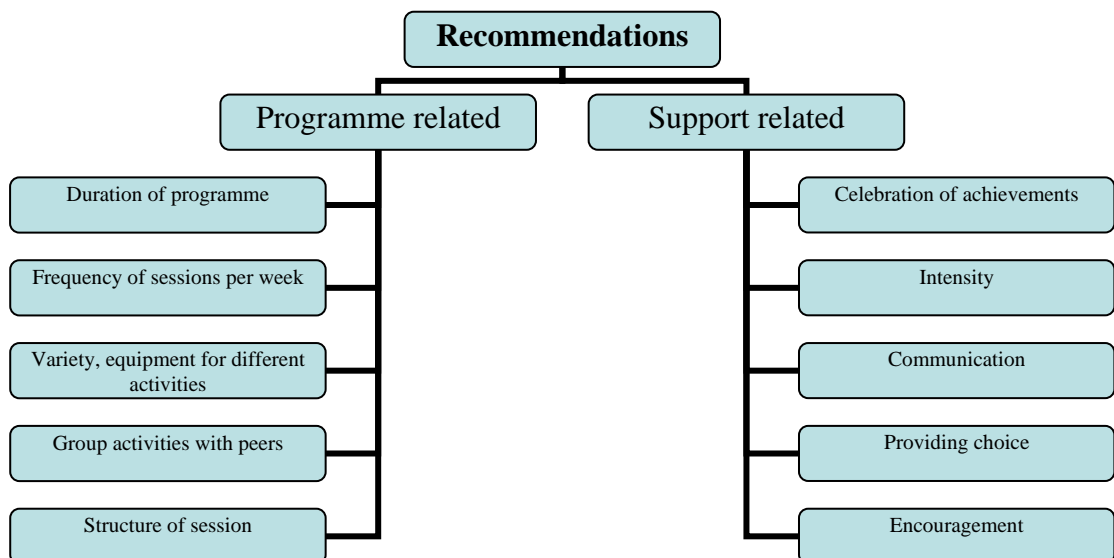 Recommendations
Programme related
Support related
Duration of programme
Frequency of sessions per week
Variety, equipment for different
activities
Group activities with peers
Structure of session
Celebration of achievements
Intensity
Communication
Providing choice
Encouragement